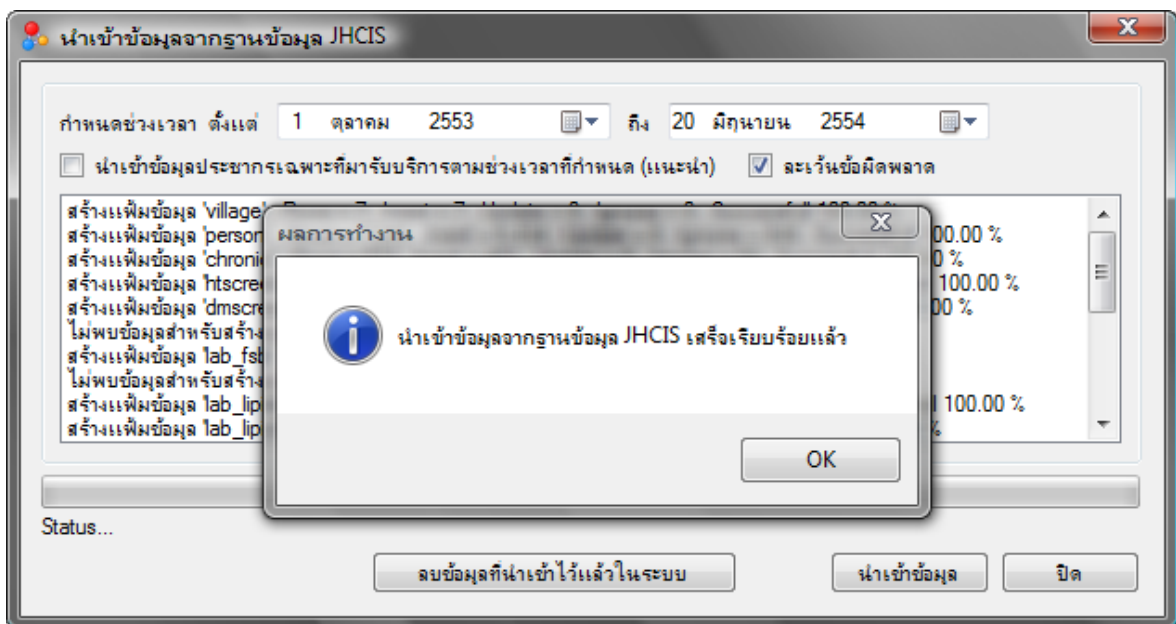 นำเข้าข้อมูลจากฐานข้อมูล JHCIS
กำหนดช่วงเวลา ตั้งแต่ 1 ตุลาคม 2553 ถึง 20 มิถุนายน 2554
นำเข้าข้อมูลประชากรเฉพาะที่มารับบริการตามช่วงเวลาที่กำหนด (แนะนำ) ละเว้นข้อผิดพลาด
สร้างแฟ้มข้อมูล 'village'
สร้างแฟ้มข้อมูล 'person 00.00 %
สร้างแฟ้มข้อมูล 'chronic 0 %
สร้างแฟ้มข้อมูล 'htscree 100.00 %
สร้างแฟ้มข้อมูล 'dmscre 00 %
ไม่พบข้อมูลสำหรับสร้าง
สร้างแฟ้มข้อมูล 'lab_fsb
ไม่พบข้อมูลสำหรับสร้าง
สร้างแฟ้มข้อมูล 'lab_lip 100.00 %
สร้างแฟ้มข้อมูล 'lab_lip %
ผลการทำงาน
นำเข้าข้อมูลจากฐานข้อมูล JHCIS เสร็จเรียบร้อยแล้ว
OK
Status...
ลบข้อมูลที่นำเข้าไว้แล้วในระบบ นำเข้าข้อมูล ปิด